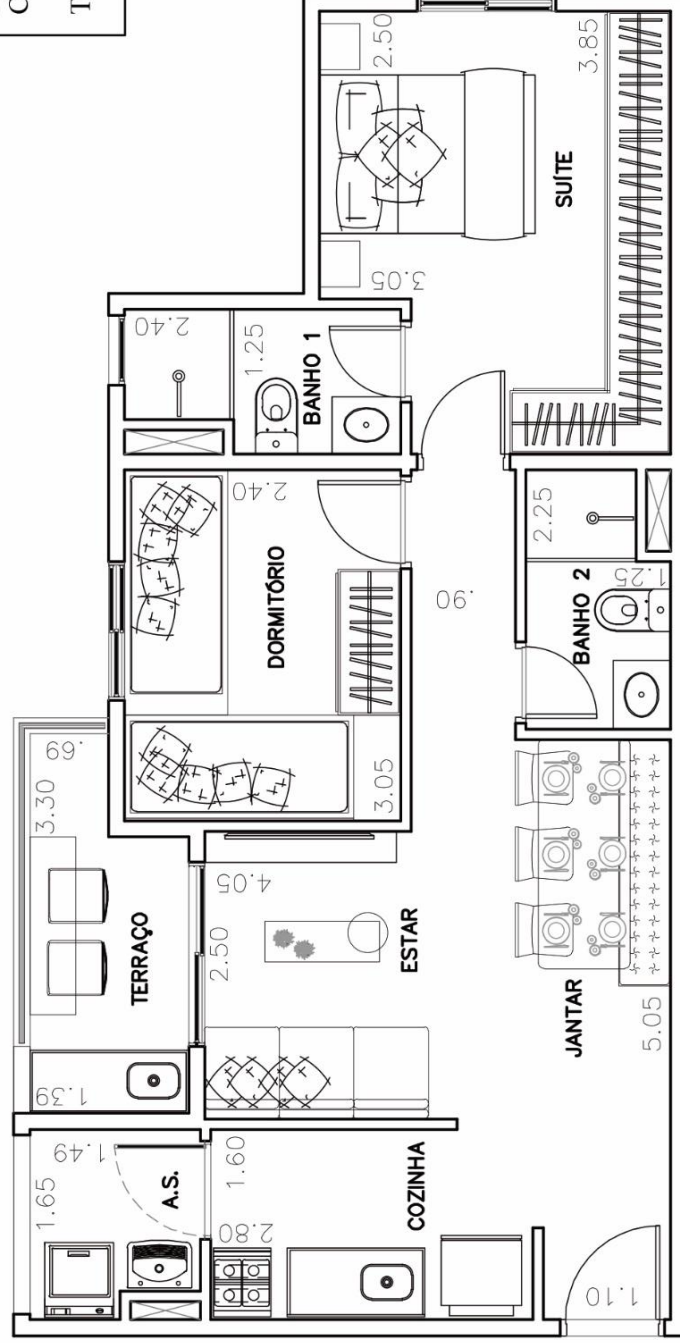 C
T
2.50
3.85
SUÍTE
3.05
2.40
1.25
BANHO 1
2.40
DORMITÓRIO
3.05
.90
2.25
BANHO 2
1.25
.69
3.30
TERRAÇO
1.39
4.05
2.50
ESTAR
JANTAR
5.05
1.49
1.65
A.S.
1.60
2.80
COZINHA
1.10